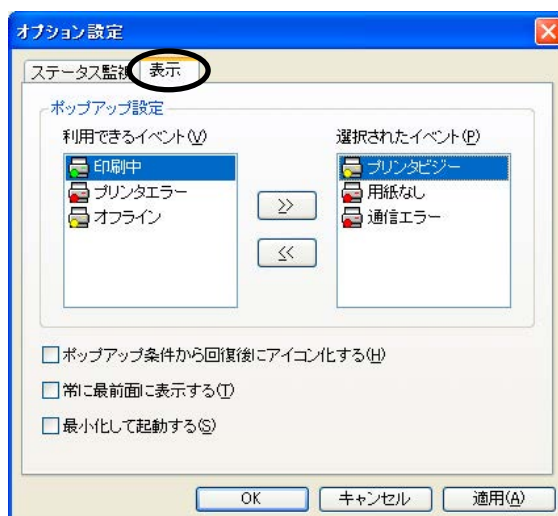 オプション設定
ステータス監視 表示
ポップアップ設定
利用できるイベント(V)
印刷中
プリンタエラー
オフライン
>>
<<
選択されたイベント(P)
プリンタビジー
用紙なし
通信エラー
ポップアップ条件から回復後にアイコン化する(H)
常に最前面に表示する(T)
最小化して起動する(S)
OK キャンセル 適用(A)